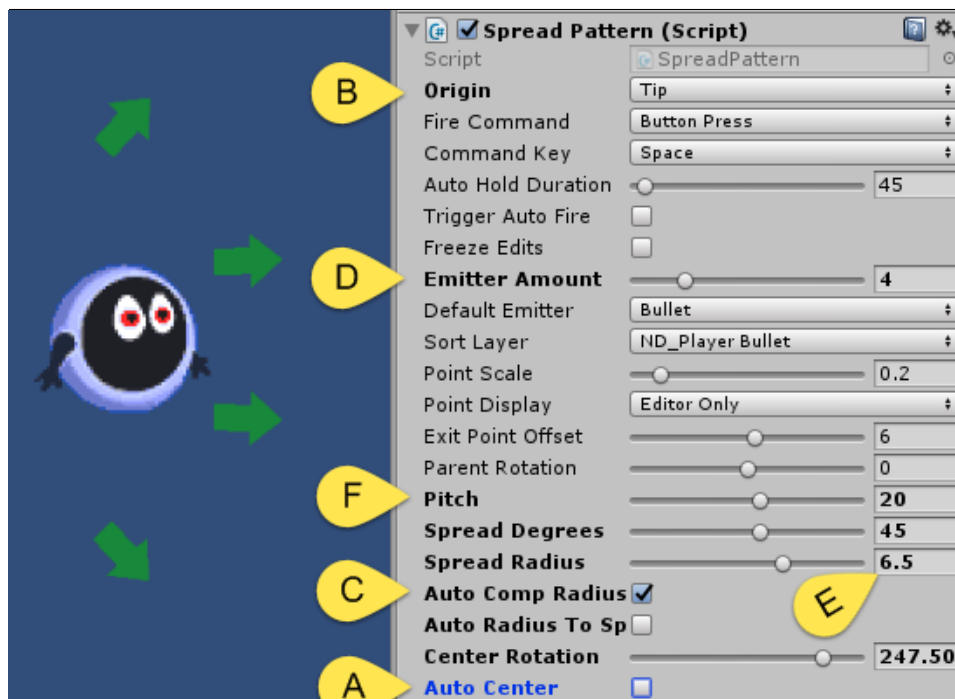 Spread Pattern (Script)
Script SpreadPattern
B Origin Tip
Fire Command Button Press
Command Key Space
Auto Hold Duration 45
Trigger Auto Fire
Freeze Edits
D Emitter Amount 4
Default Emitter Bullet
Sort Layer ND_Player Bullet
Point Scale 0.2
Point Display Editor Only
Exit Point Offset 6
Parent Rotation 0
F Pitch 20
Spread Degrees 45
Spread Radius 6.5
C Auto Comp Radius E
Auto Radius To Sp
Center Rotation 247.50
A Auto Center